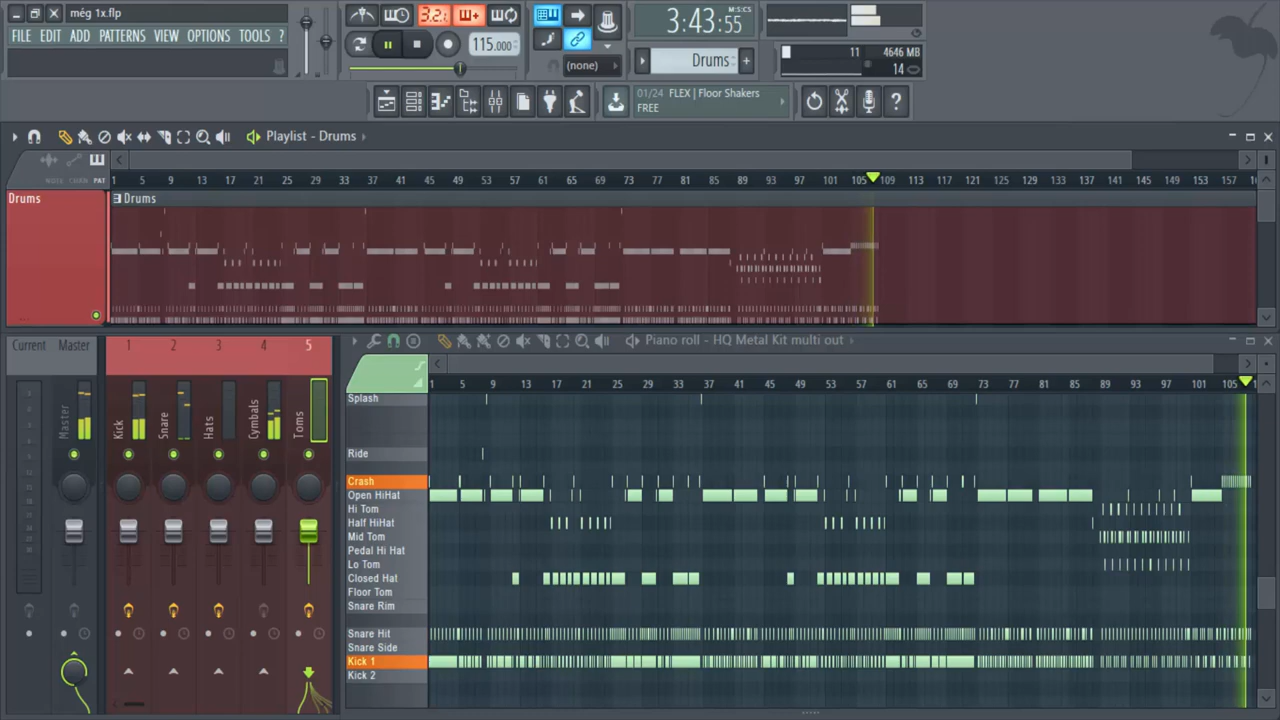 még 1x.flp
FILE EDIT ADD PATTERNS VIEW OPTIONS TOOLS ?
3.2.
115.000
(none)
3:43:55 M:S:CS
Drums
11 4646 MB
14
01/24 FLEX | Floor Shakers
FREE
Playlist - Drums
NOTE CHAN PAT
1 5 9 13 17 21 25 29 33 37 41 45 49 53 57 61 65 69 73 77 81 85 89 93 97 101 105 109 113 117 121 125 129 133 137 141 145 149 153 157
Drums
Drums
Current Master 1 2 3 4 5
Master Kick Snare Hats Cymbals Toms
Piano roll - HQ Metal Kit multi out
1 5 9 13 17 21 25 29 33 37 41 45 49 53 57 61 65 69 73 77 81 85 89 93 97 101 105
Splash
Ride
Crash
Open HiHat
Hi Tom
Half HiHat
Mid Tom
Pedal Hi Hat
Lo Tom
Closed Hat
Floor Tom
Snare Rim
Snare Hit
Snare Side
Kick 1
Kick 2